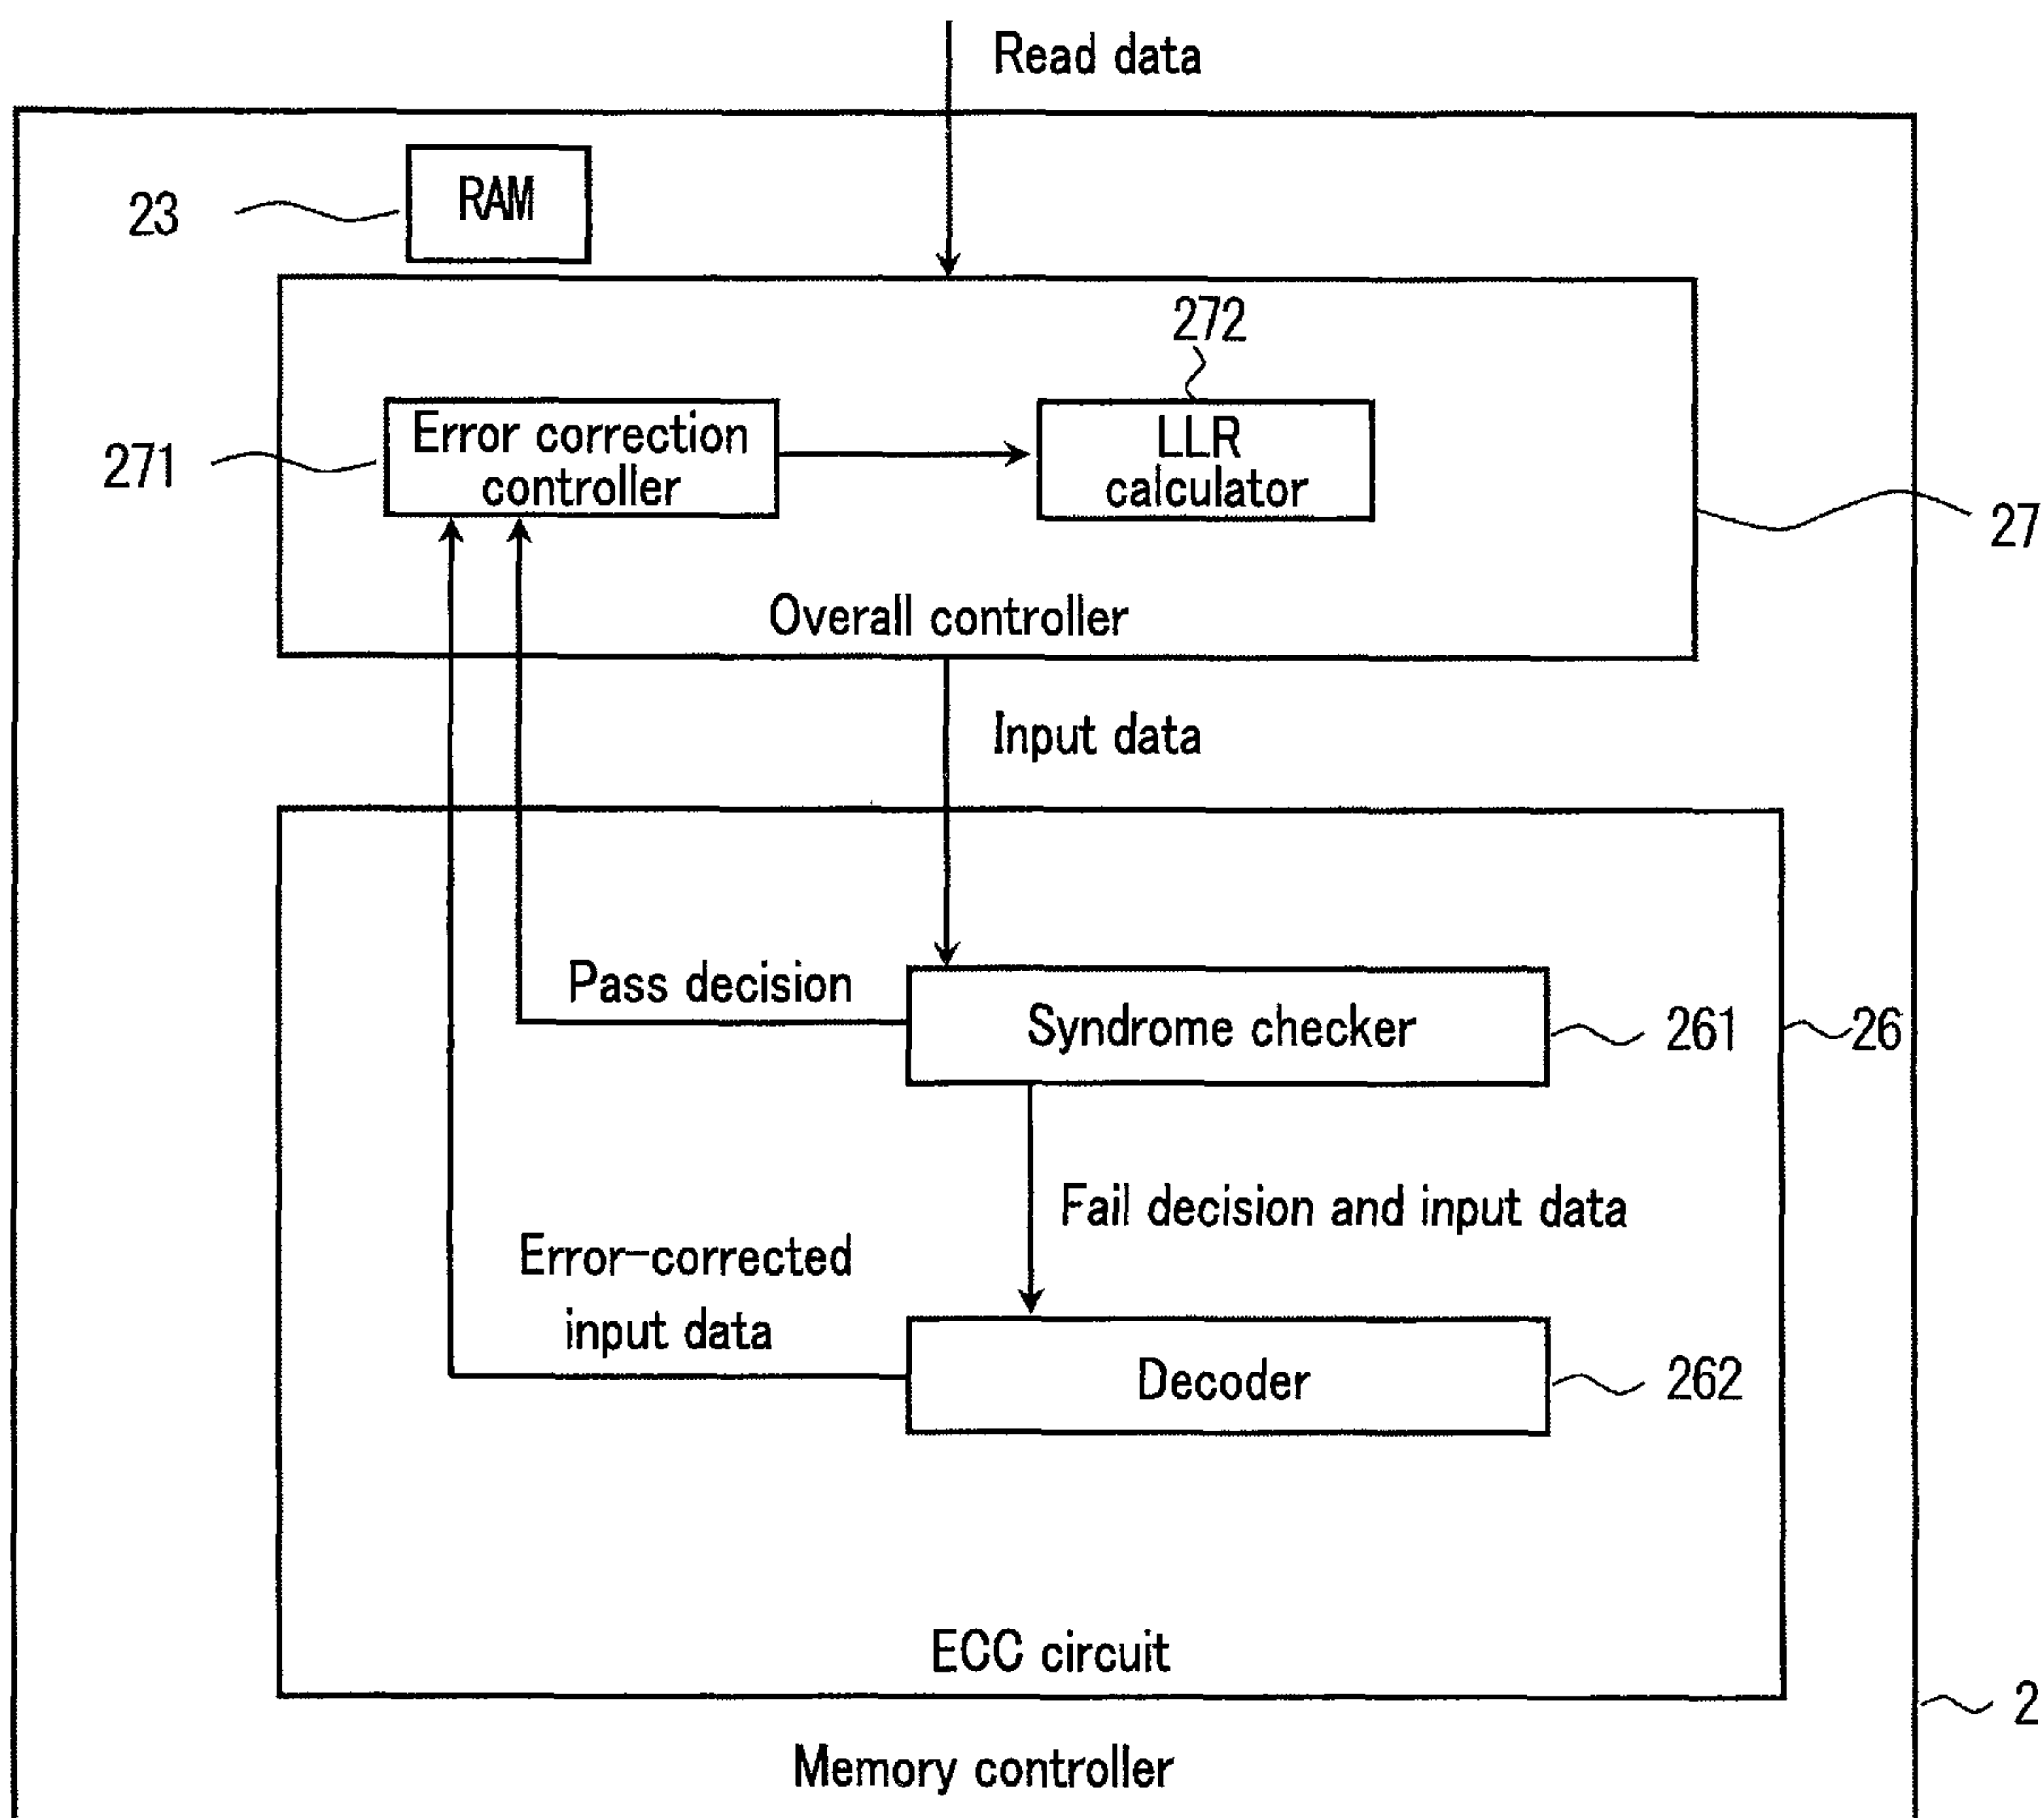 Read data
RAM
23
272
Error correction
controller
LLR
calculator
271
27
Overall controller
Input data
Pass decision
Syndrome checker
261
26
Fail decision and input data
Error-corrected
input data
Decoder
262
ECC circuit
2
Memory controller